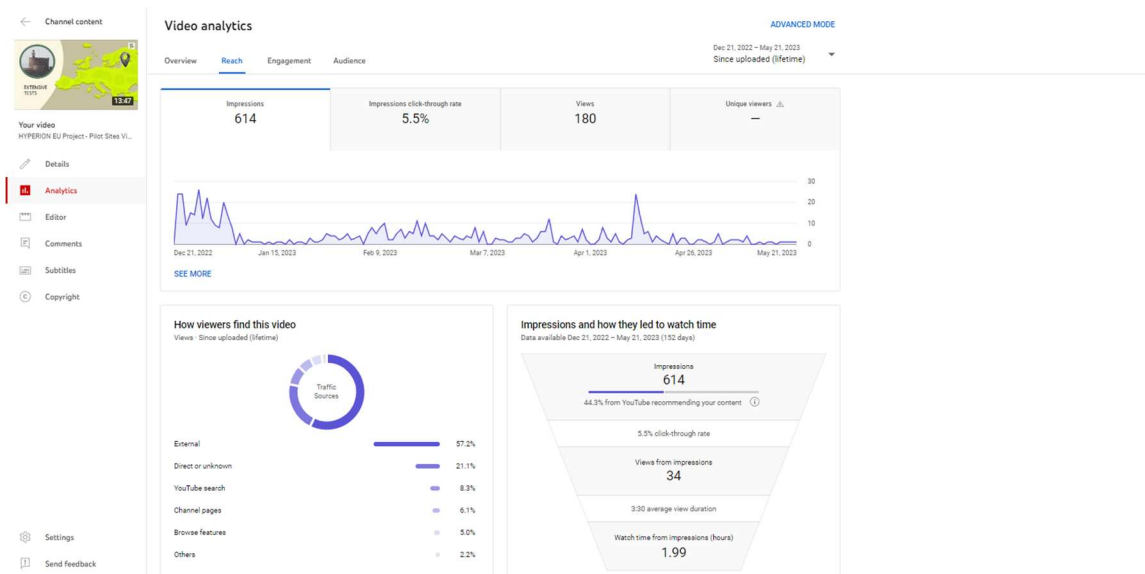 Channel content
Video analytics
ADVANCED MODE
Dec 21, 2022 – May 21, 2023
Since uploaded (lifetime)
Overview
Reach
Engagement
Audience
EXTENSIVE
TESTS
13:47
Your video
HYPERION EU Project - Pilot Sites Vi...
Details
Analytics
Editor
Comments
Subtitles
Copyright
Settings
Send feedback
Impressions
614
Impressions click-through rate
5.5%
Views
180
Unique viewers
—
30
20
10
0
Dec 21, 2022
Jan 15, 2023
Feb 9, 2023
Mar 7, 2023
Apr 1, 2023
Apr 26, 2023
May 21, 2023
SEE MORE
How viewers find this video
Views · Since uploaded (lifetime)
Traffic
Sources
External 57.2%
Direct or unknown 21.1%
YouTube search 8.3%
Channel pages 6.1%
Browse features 5.0%
Others 2.2%
Impressions and how they led to watch time
Data available Dec 21, 2022 – May 21, 2023 (152 days)
Impressions
614
44.3% from YouTube recommending your content
5.5% click-through rate
Views from impressions
34
3:30 average view duration
Watch time from impressions (hours)
1.99